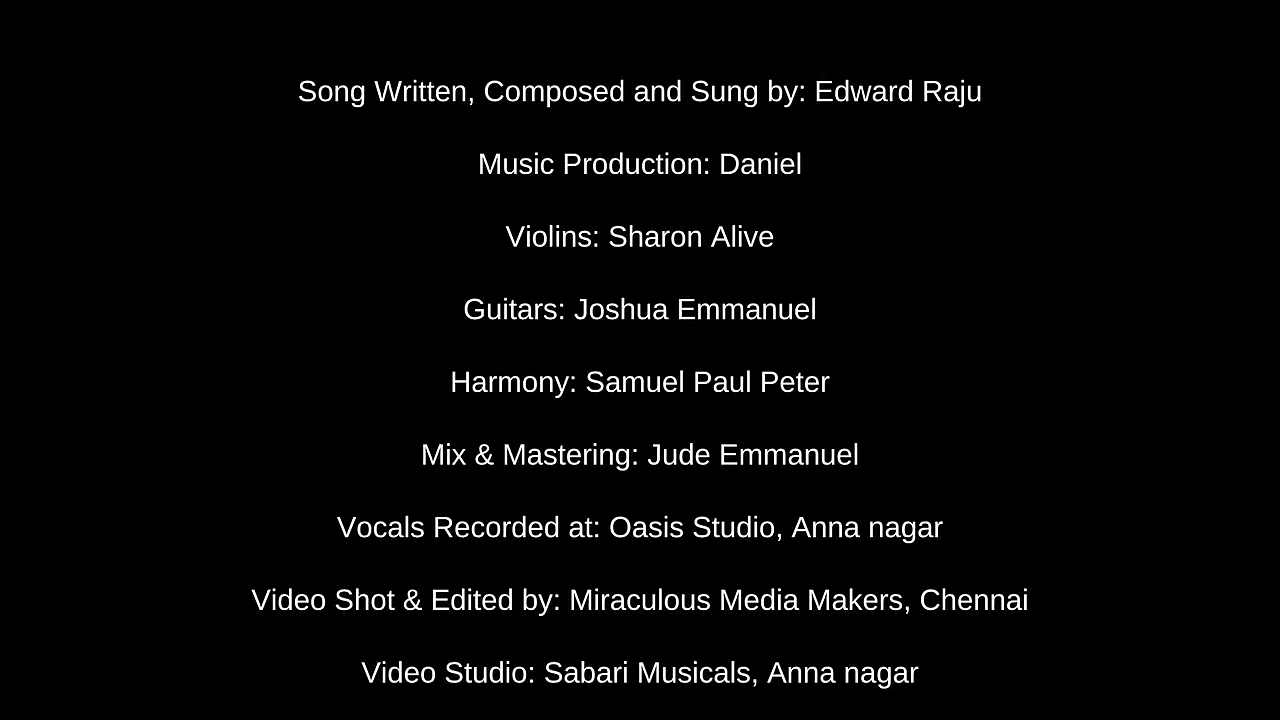 Song Written, Composed and Sung by: Edward Raju
Music Production: Daniel
Violins: Sharon Alive
Guitars: Joshua Emmanuel
Harmony: Samuel Paul Peter
Mix & Mastering: Jude Emmanuel
Vocals Recorded at: Oasis Studio, Anna nagar
Video Shot & Edited by: Miraculous Media Makers, Chennai
Video Studio: Sabari Musicals, Anna nagar